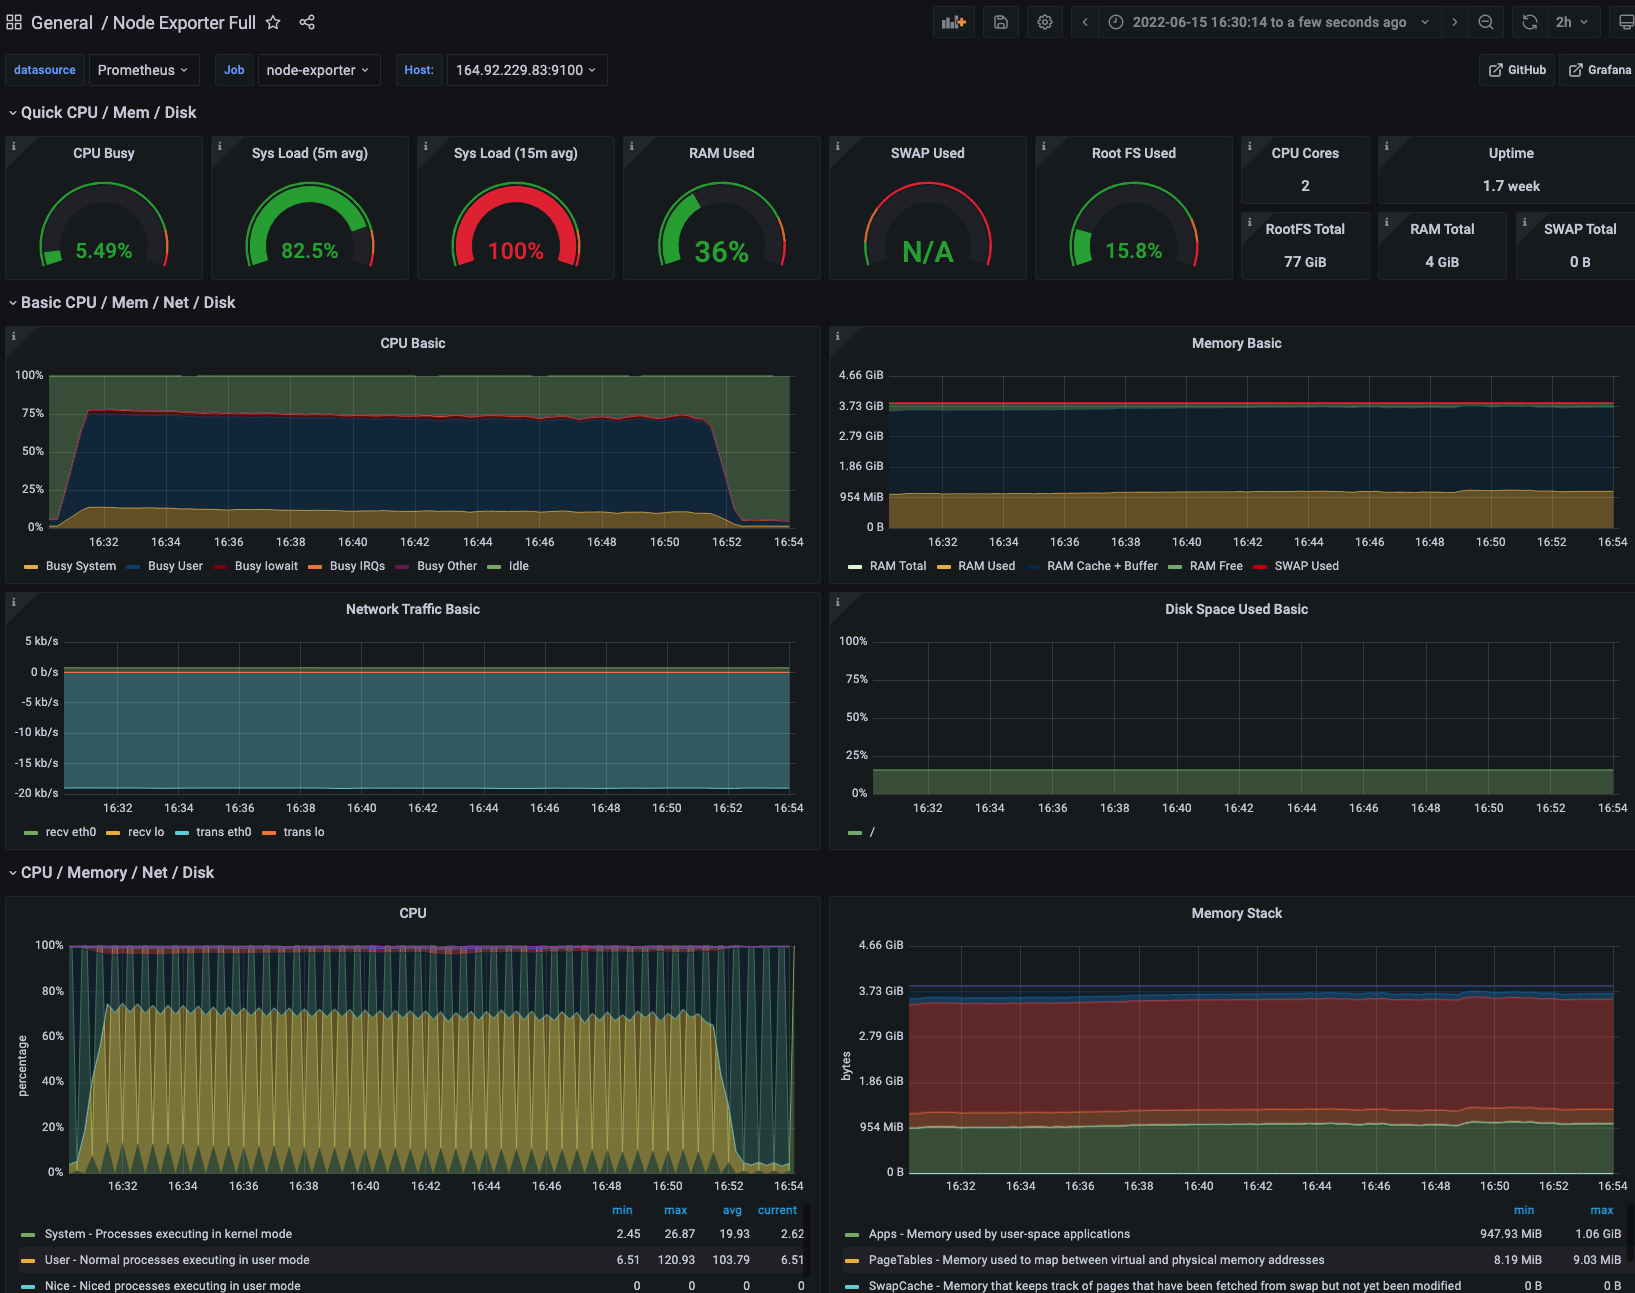 General / Node Exporter Full
2022-06-15 16:30:14 to a few seconds ago
2h
datasource Prometheus Job node-exporter Host: 164.92.229.83:9100
GitHub Grafana
Quick CPU / Mem / Disk
CPU Busy
5.49%
Sys Load (5m avg)
82.5%
Sys Load (15m avg)
100%
RAM Used
36%
SWAP Used
N/A
Root FS Used
15.8%
CPU Cores
2
Uptime
1.7 week
RootFS Total
77 GiB
RAM Total
4 GiB
SWAP Total
0 B
Basic CPU / Mem / Net / Disk
CPU Basic
100%
75%
50%
25%
0%
16:32 16:34 16:36 16:38 16:40 16:42 16:44 16:46 16:48 16:50 16:52 16:54
Busy System Busy User Busy Iowait Busy IRQs Busy Other Idle
Memory Basic
4.66 GiB
3.73 GiB
2.79 GiB
1.86 GiB
954 MiB
0 B
16:32 16:34 16:36 16:38 16:40 16:42 16:44 16:46 16:48 16:50 16:52 16:54
RAM Total RAM Used RAM Cache + Buffer RAM Free SWAP Used
Network Traffic Basic
5 kb/s
0 b/s
-5 kb/s
-10 kb/s
-15 kb/s
-20 kb/s
16:32 16:34 16:36 16:38 16:40 16:42 16:44 16:46 16:48 16:50 16:52 16:54
recv eth0 recv lo trans eth0 trans lo
Disk Space Used Basic
100%
75%
50%
25%
0%
16:32 16:34 16:36 16:38 16:40 16:42 16:44 16:46 16:48 16:50 16:52 16:54
/
CPU / Memory / Net / Disk
CPU
percentage
100%
80%
60%
40%
20%
0%
16:32 16:34 16:36 16:38 16:40 16:42 16:44 16:46 16:48 16:50 16:52 16:54
min max avg current
System - Processes executing in kernel mode 2.45 26.87 19.93 2.62
User - Normal processes executing in user mode 6.51 120.93 103.79 6.51
Nice - Niced processes executing in user mode 0 0 0 0
Memory Stack
bytes
4.66 GiB
3.73 GiB
2.79 GiB
1.86 GiB
954 MiB
0 B
16:32 16:34 16:36 16:38 16:40 16:42 16:44 16:46 16:48 16:50 16:52 16:54
min max
Apps - Memory used by user-space applications 947.93 MiB 1.06 GiB
PageTables - Memory used to map between virtual and physical memory addresses 8.19 MiB 9.03 MiB
SwapCache - Memory that keeps track of pages that have been fetched from swap but not yet been modified 0 B 0 B